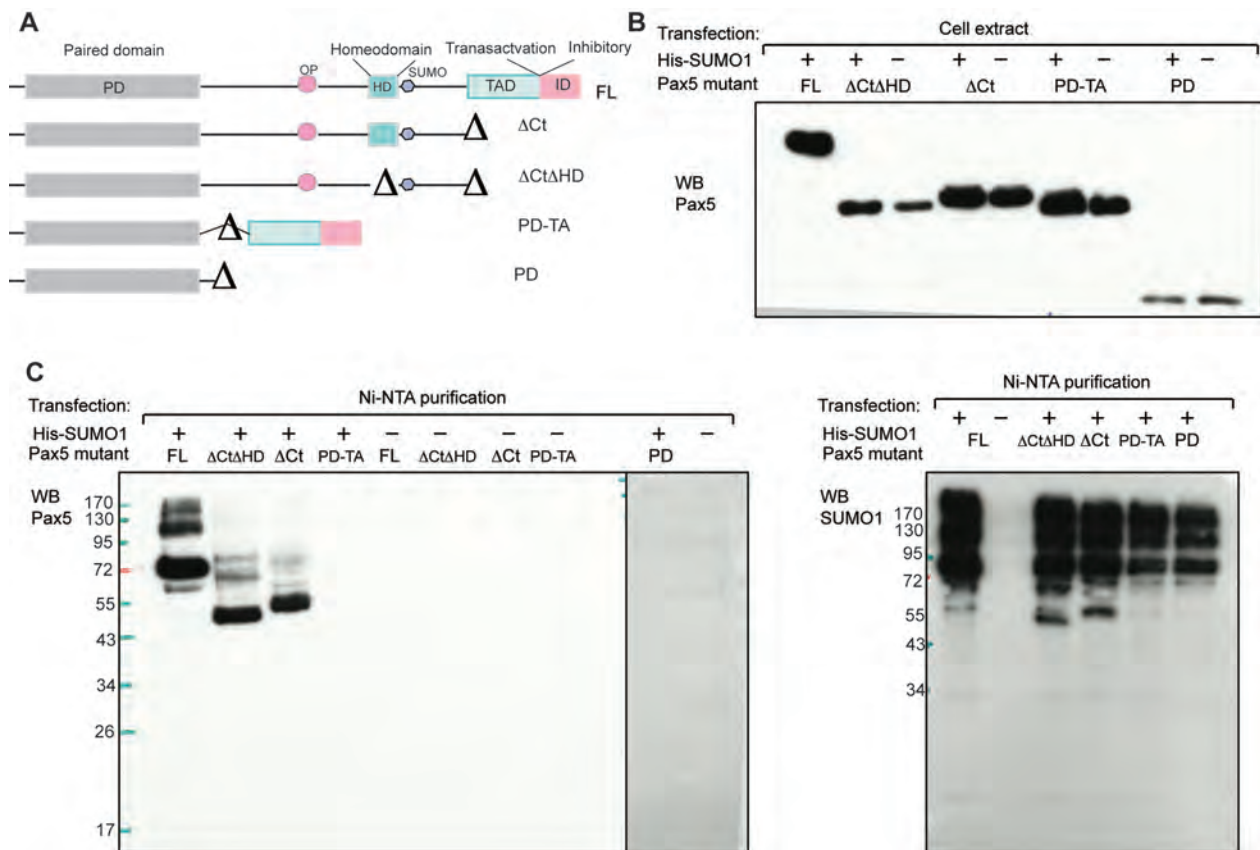 A
Paired domain
Homeodomain
Transasctvation
Inhibitory
OP
SUMO
PD
HD
TAD
ID
FL
ΔCt
ΔCtΔHD
PD-TA
PD
Δ
Δ
Δ
Δ
Δ
B
Transfection:
Cell extract
His-SUMO1 + + − + − + − + −
Pax5 mutant FL ΔCtΔHD ΔCt PD-TA PD
WB
Pax5
C
Transfection:
Ni-NTA purification
His-SUMO1 + + + + − − − − + −
Pax5 mutant FL ΔCtΔHD ΔCt PD-TA FL ΔCtΔHD ΔCt PD-TA PD
WB
Pax5
170
130
95
72
55
43
34
26
17
Ni-NTA purification
Transfection:
His-SUMO1 + − + + + +
Pax5 mutant FL ΔCtΔHD ΔCt PD-TA PD
WB
SUMO1
170
130
95
72
55
43
34